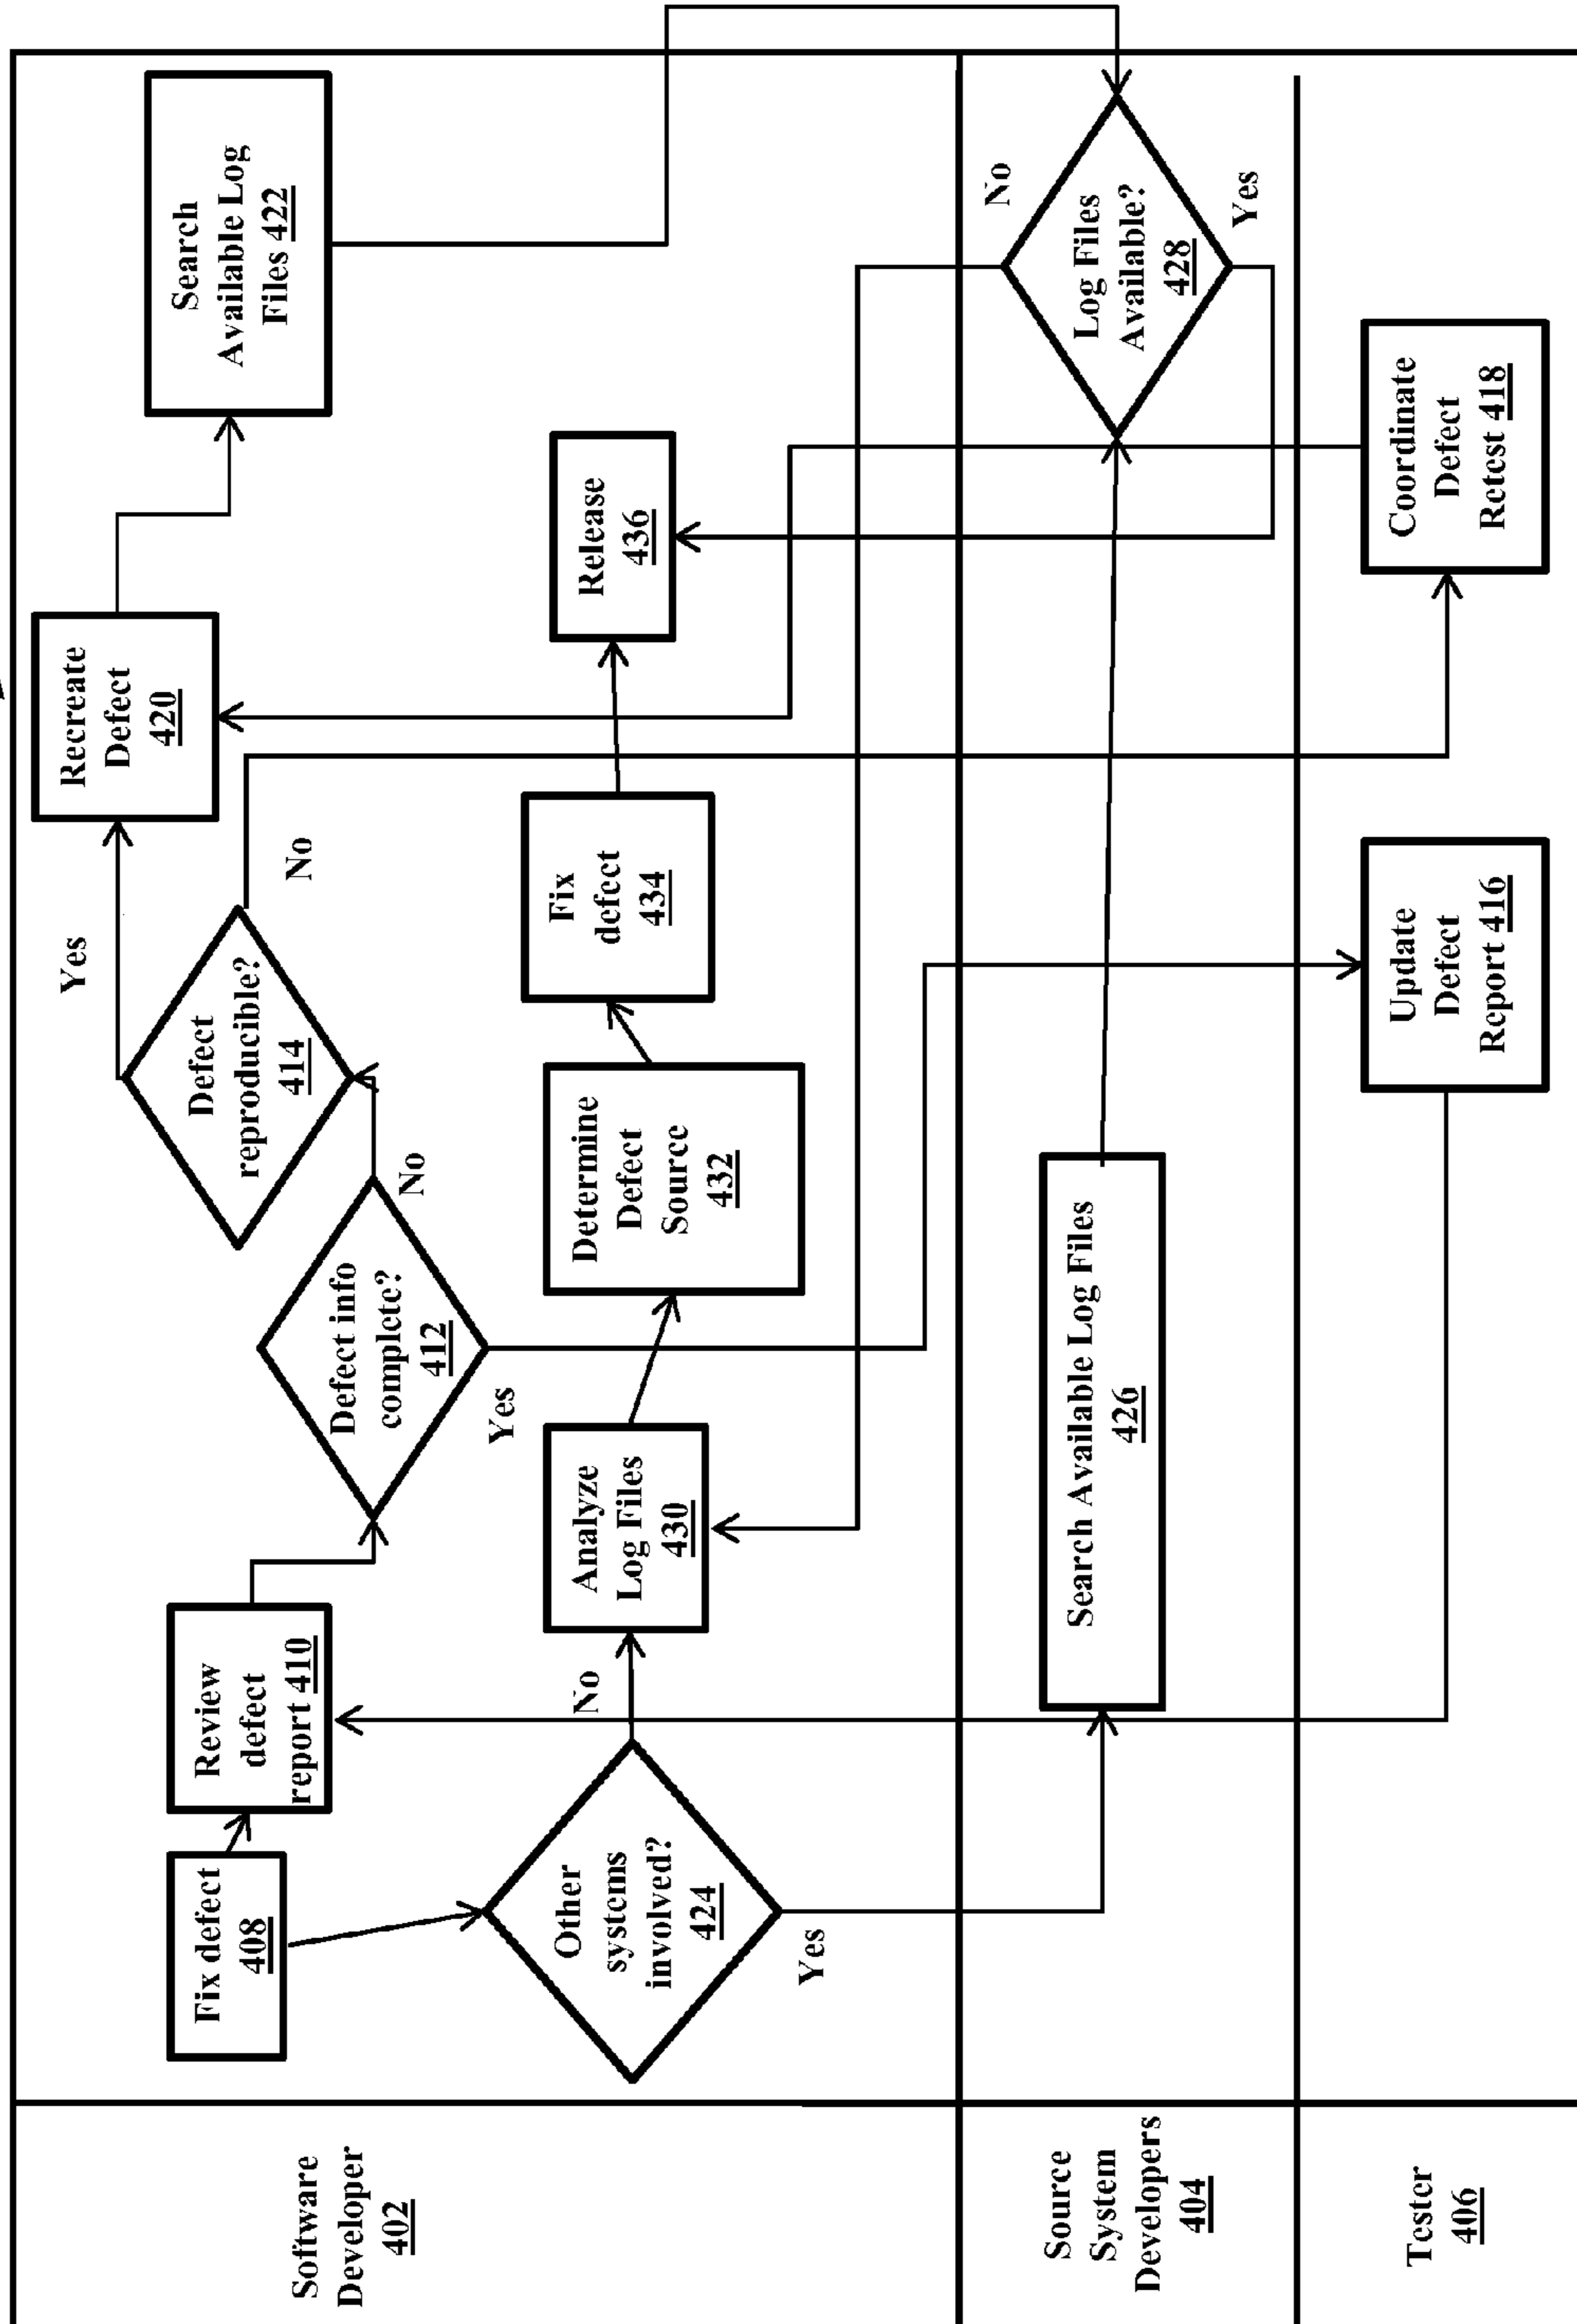 Software
Developer
402
Fix defect
408
Review
defect
report 410
Defect info
complete?
412
Yes
No
Defect
reproducible?
414
Yes
No
Recreate
Defect
420
Search
Available Log
Files 422
Other
systems
involved?
424
Yes
No
Analyze
Log Files
430
Determine
Defect
Source
432
Fix
defect
434
Release
436
Source
System
Developers
404
Search Available Log Files
426
Log Files
Available?
428
No
Yes
Tester
406
Update
Defect
Report 416
Coordinate
Defect
Retest 418